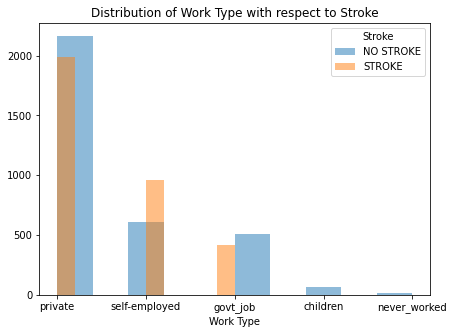 Distribution of Work Type with respect to Stroke
Stroke
NO STROKE
STROKE
2000
1500
1000
500
0
private self-employed govt_job children never_worked
Work Type